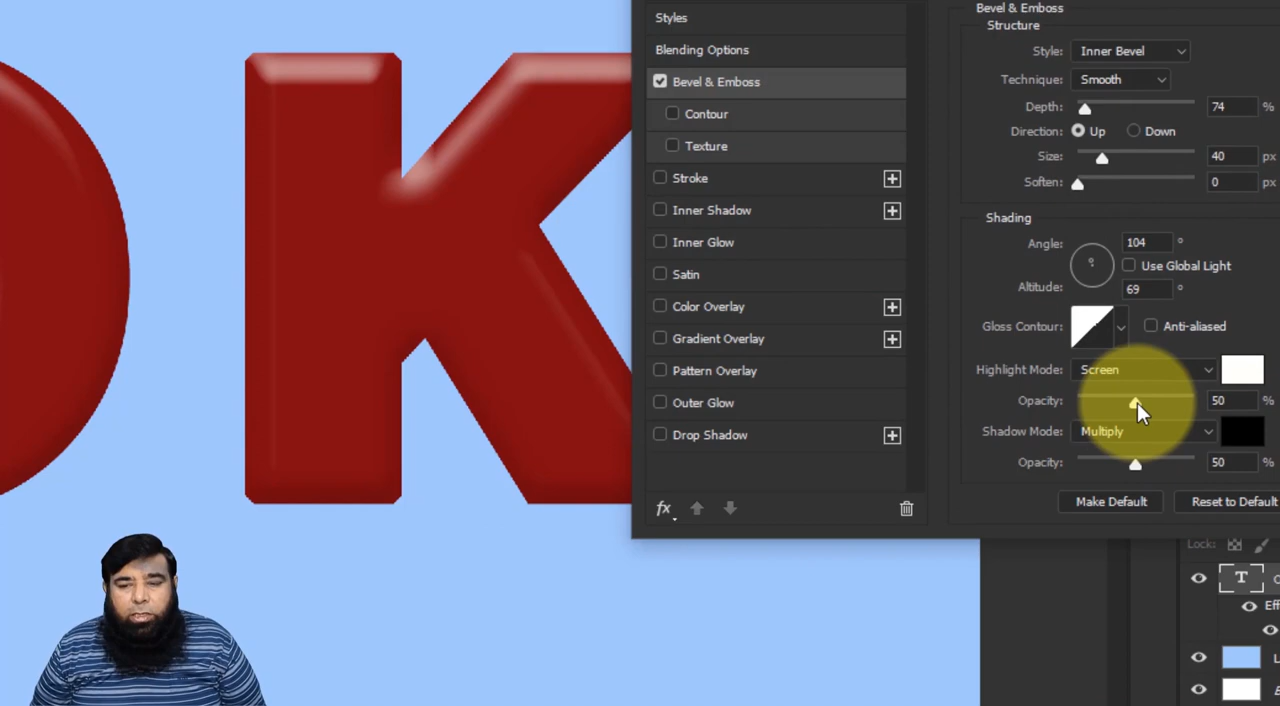 OK
Styles
Blending Options
Bevel & Emboss
Contour
Texture
Stroke
Inner Shadow
Inner Glow
Satin
Color Overlay
Gradient Overlay
Pattern Overlay
Outer Glow
Drop Shadow
fx
Bevel & Emboss
Structure
Style: Inner Bevel
Technique: Smooth
Depth: 74 %
Direction: Up Down
Size: 40 px
Soften: 0 px
Shading
Angle: 104 °
Use Global Light
Altitude: 69 °
Gloss Contour: Anti-aliased
Highlight Mode: Screen
Opacity: 50 %
Shadow Mode: Multiply
Opacity: 50 %
Make Default Reset to Default
Lock:
T